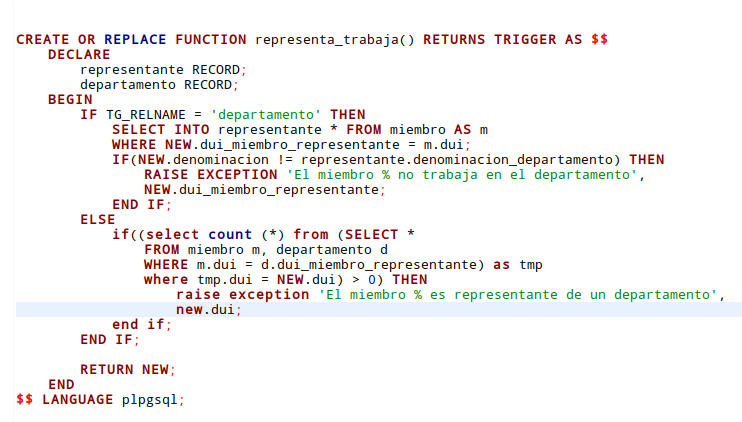 CREATE OR REPLACE FUNCTION representa_trabaja() RETURNS TRIGGER AS $$
    DECLARE
        representante RECORD;
        departamento RECORD;
    BEGIN
        IF TG_RELNAME = 'departamento' THEN
            SELECT INTO representante * FROM miembro AS m
            WHERE NEW.dui_miembro_representante = m.dui;
            IF(NEW.denominacion != representante.denominacion_departamento) THEN
                RAISE EXCEPTION 'El miembro % no trabaja en el departamento',
                NEW.dui_miembro_representante;
            END IF;
        ELSE
            if((select count (*) from (SELECT *
                FROM miembro m, departamento d
                WHERE m.dui = d.dui_miembro_representante) as tmp
                where tmp.dui = NEW.dui) > 0) THEN
                    raise exception 'El miembro % es representante de un departamento',
                    new.dui;
            end if;
        END IF;

        RETURN NEW;
    END
$$ LANGUAGE plpgsql;